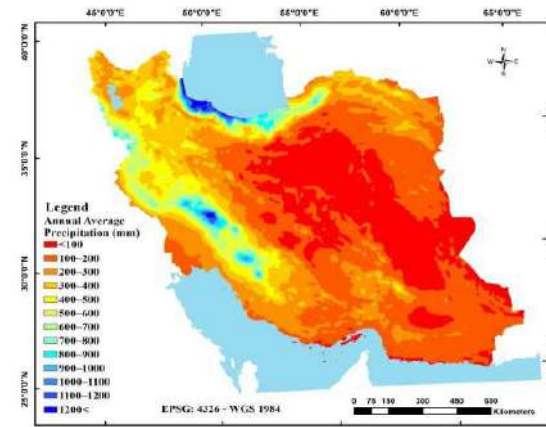 45°0'0"N 50°0'0"N 55°0'0"N 60°0'0"N 65°0'0"N
40°0'0"N
35°0'0"N
30°0'0"N
25°0'0"N
N
W E
S
Legend
Annual Average
Precipitation (mm)
<100
100–200
200–300
300–400
400–500
500–600
600–700
700–800
800–900
900–1000
1000–1100
1100–1200
1200<
EPSG: 4326 - WGS 1984
0 75 150 300 450 600
Kilometers